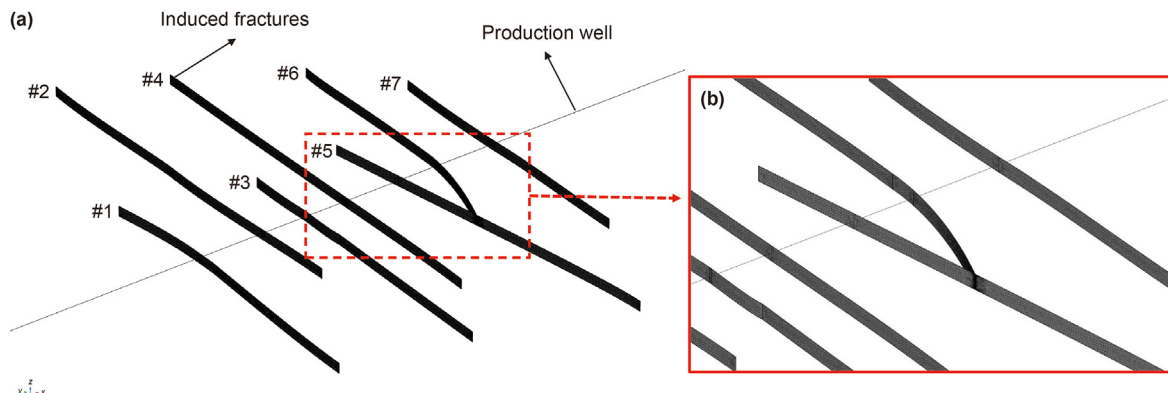 (a)
Induced fractures
Production well
#4
#6
#7
#2
(b)
#5
#3
#1
z
y
x